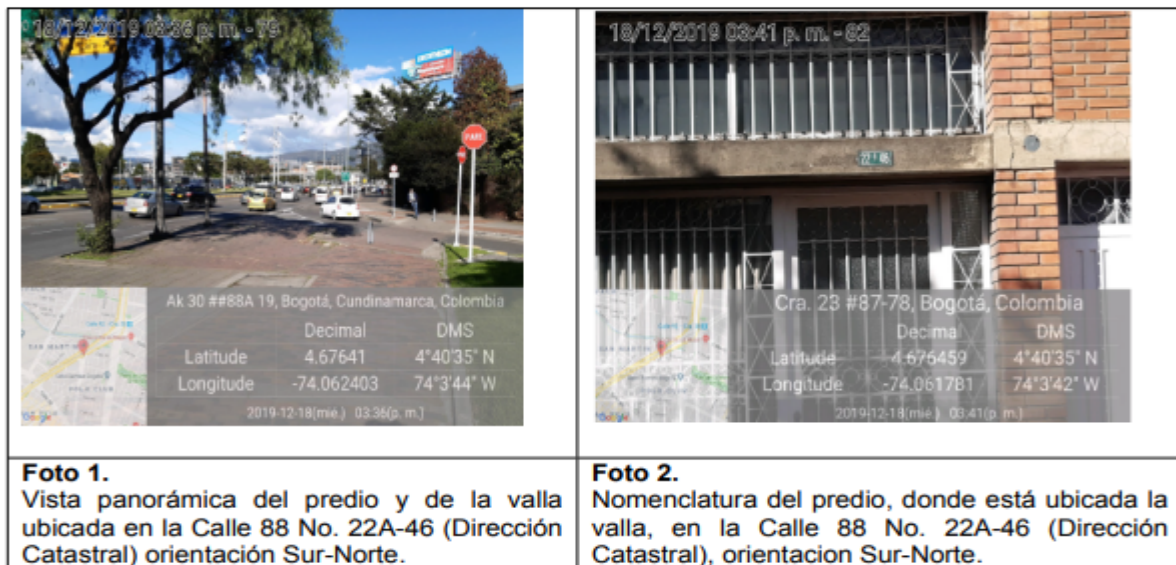 18/12/2019 03:36 p. m. - 79
PARE
Ak 30 ##88A 19, Bogotá, Cundinamarca, Colombia
Decimal DMS
Latitude 4.67641 4°40'35" N
Longitude -74.062403 74°3'44" W
2019-12-18(mié.) 03:36(p. m.)
Foto 1.
Vista panorámica del predio y de la valla
ubicada en la Calle 88 No. 22A-46 (Dirección
Catastral) orientación Sur-Norte.
18/12/2019 03:41 p. m. - 82
Cra. 23 #87-78, Bogotá, Colombia
Decimal DMS
Latitude 4.676459 4°40'35" N
Longitude -74.061781 74°3'42" W
2019-12-18(mié.) 03:41(p. m.)
Foto 2.
Nomenclatura del predio, donde está ubicada la
valla, en la Calle 88 No. 22A-46 (Dirección
Catastral), orientacion Sur-Norte.